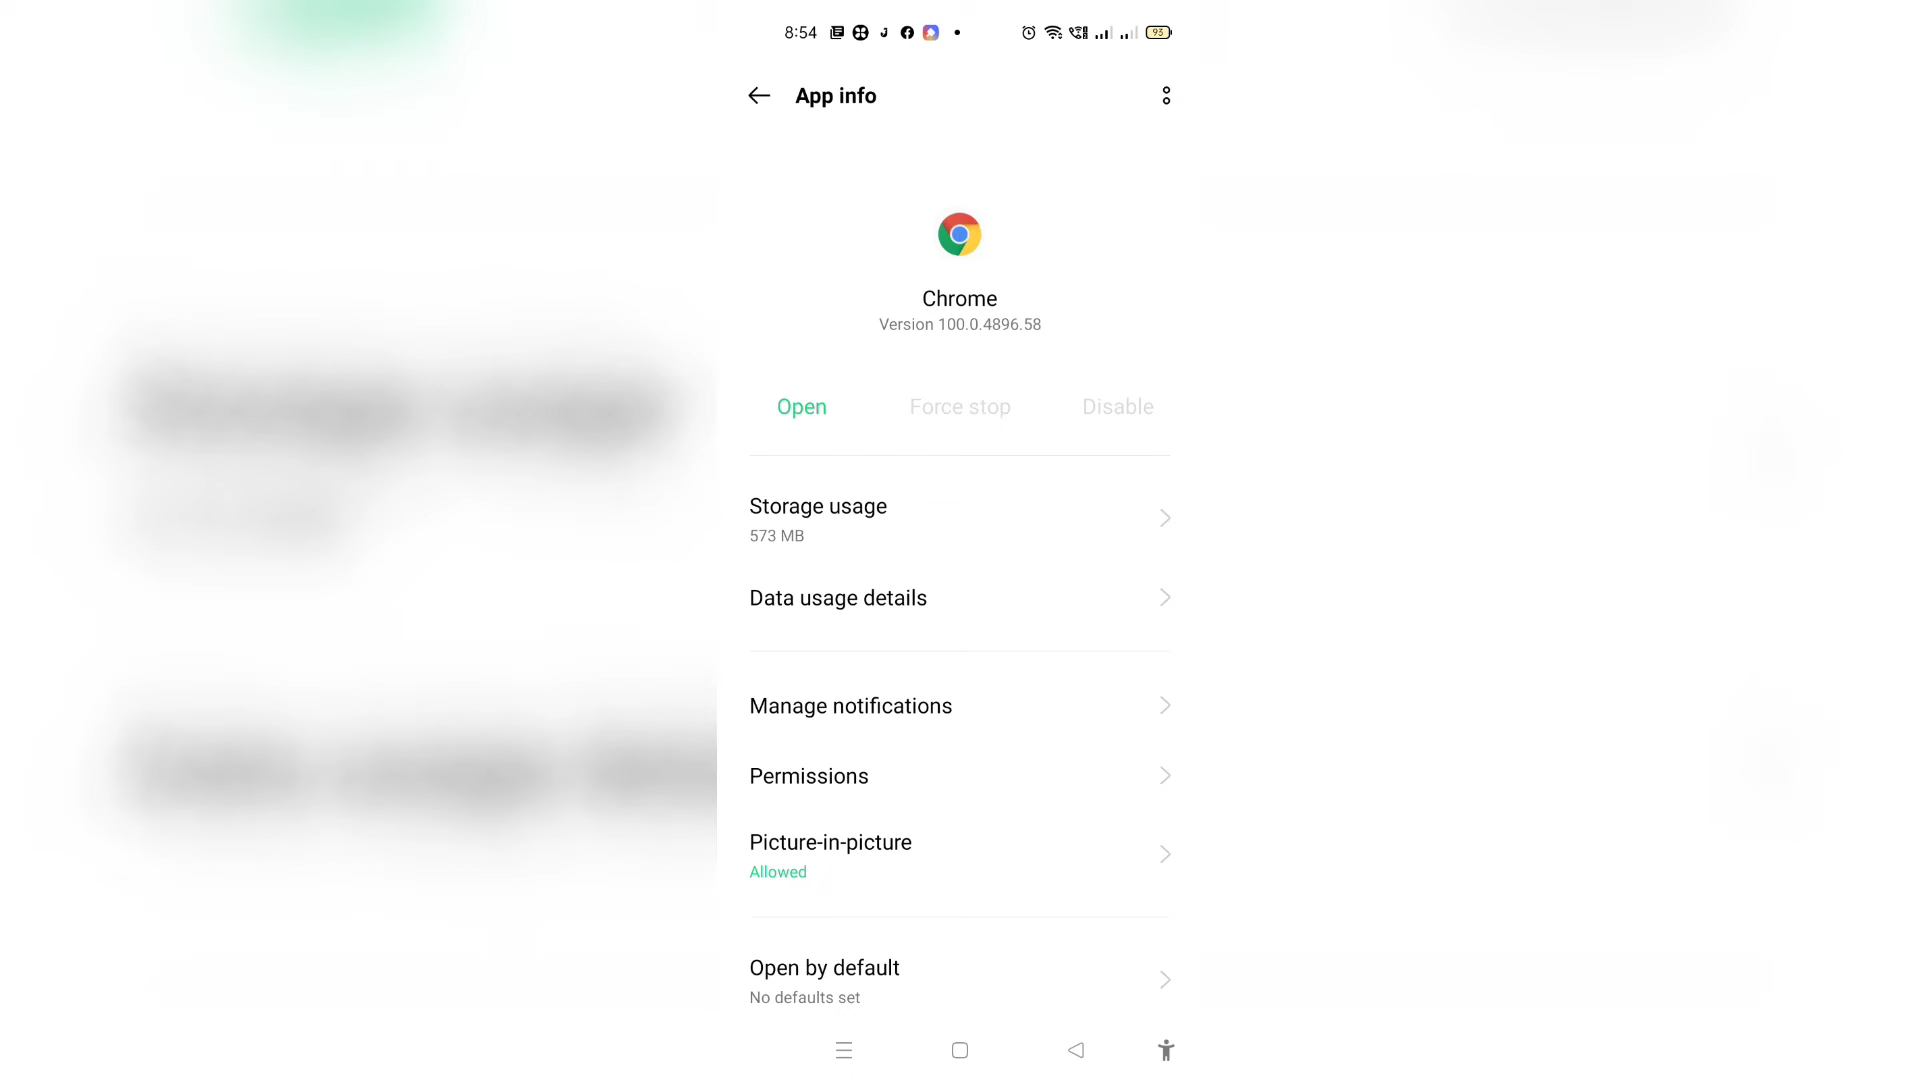 8:54 93
App info
Chrome
Version 100.0.4896.58
Open Force stop Disable
Storage usage
573 MB
Data usage details
Manage notifications
Permissions
Picture-in-picture
Allowed
Open by default
No defaults set